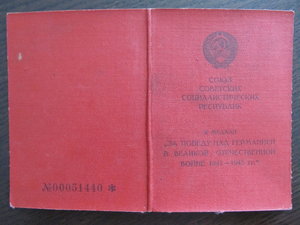 СОЮЗ
СОВЕТСКИХ
СОЦИАЛИСТИЧЕСКИХ
РЕСПУБЛИК
К МЕДАЛИ
„ЗА ПОБЕДУ НАД ГЕРМАНИЕЙ
В ВЕЛИКОЙ ОТЕЧЕСТВЕННОЙ
ВОЙНЕ 1941—1945 гг."
№00051440 *